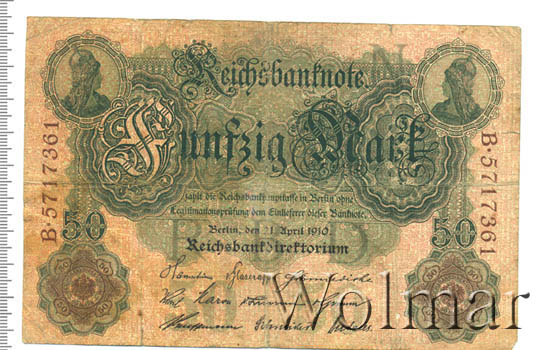 Reichsbanknote
Fünfzig Mark
zahlt die Reichsbankhauptkasse in Berlin ohne
Legitimationsprüfung dem Einlieferer dieser Banknote.
Berlin, den 21. April 1910
Reichsbankdirektorium
B·5717361
B·5717361
50
50
Wolmar